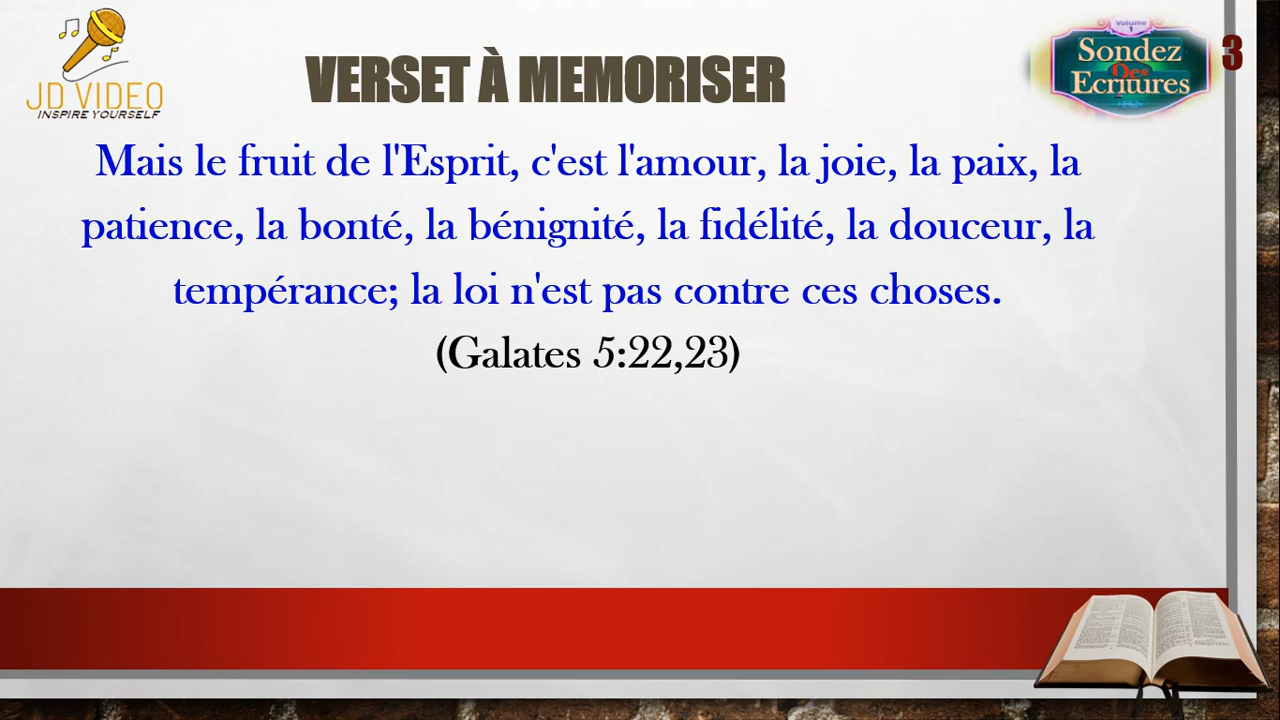 JD VIDEO
INSPIRE YOURSELF
VERSET À MEMORISER
Volume
1
Sondez
Des
Ecritures
3
Mais le fruit de l'Esprit, c'est l'amour, la joie, la paix, la
patience, la bonté, la bénignité, la fidélité, la douceur, la
tempérance; la loi n'est pas contre ces choses.
(Galates 5:22,23)